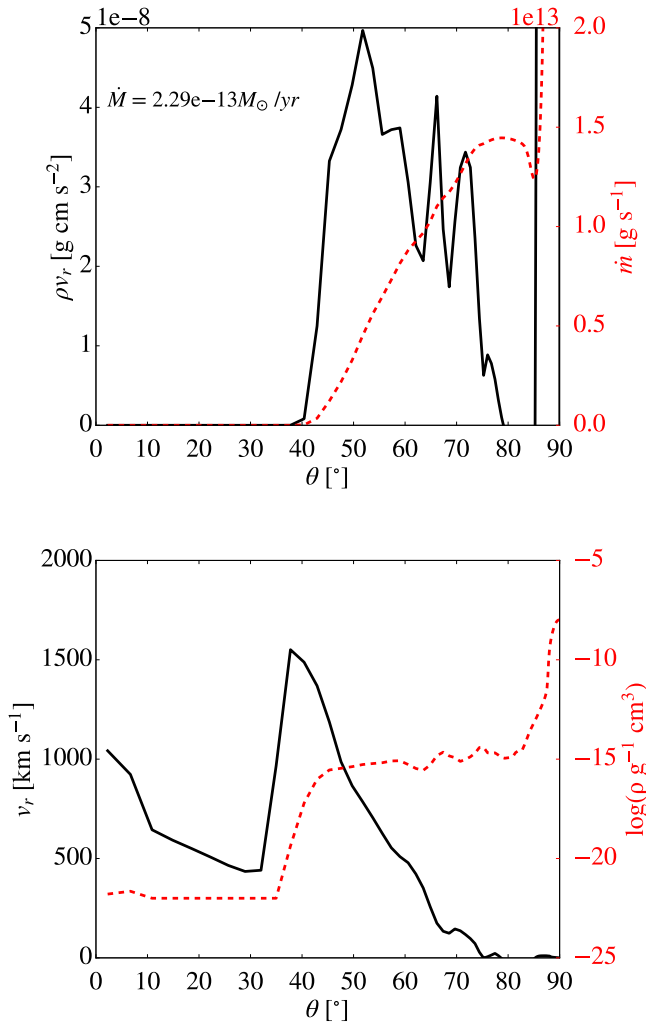 1e−8
1e13
5
4
3
2
1
0
ρv_r [g cm s⁻²]
Ṁ = 2.29e−13M_⊙ /yr
2.0
1.5
1.0
0.5
0.0
ṁ [g s⁻¹]
0 10 20 30 40 50 60 70 80 90
θ [°]
2000
1500
1000
500
0
v_r [km s⁻¹]
−5
−10
−15
−20
−25
log(ρ g⁻¹ cm³)
0 10 20 30 40 50 60 70 80 90
θ [°]